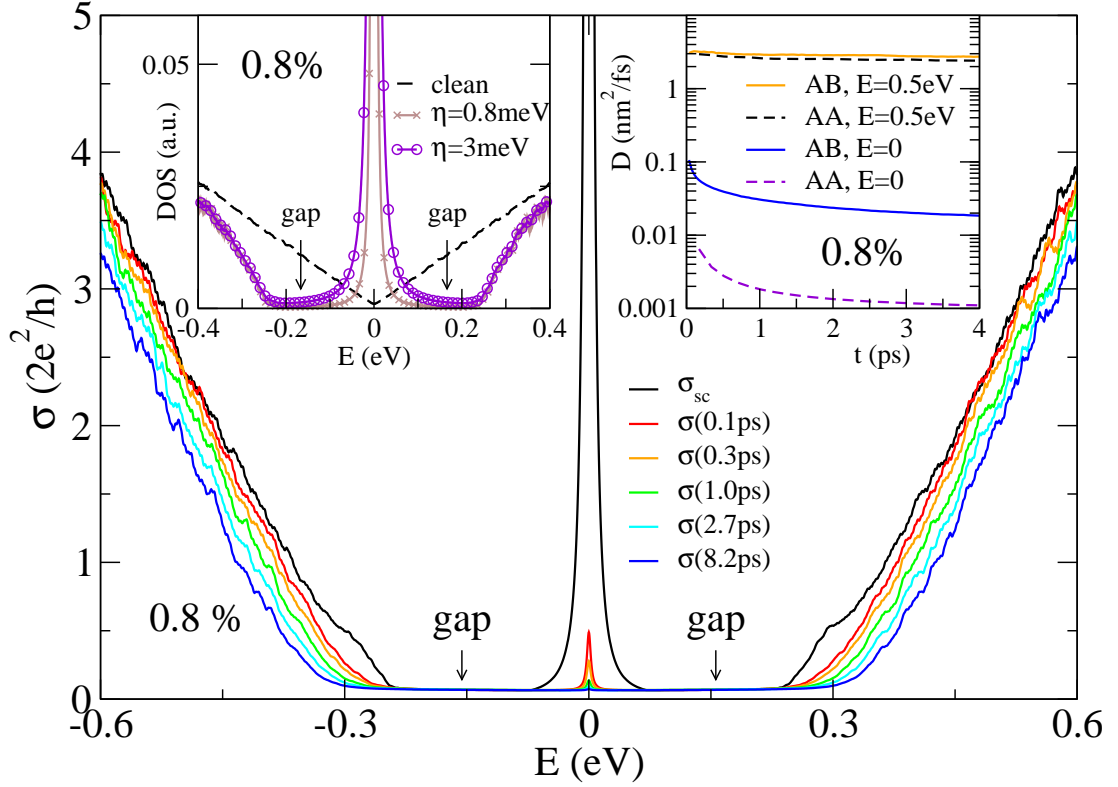 5
4
3
2
1
0
σ (2e²/h)
-0.6
-0.3
0
0.3
0.6
E (eV)
0.8 %
gap
gap
σ_sc
σ(0.1ps)
σ(0.3ps)
σ(1.0ps)
σ(2.7ps)
σ(8.2ps)
0.05
0
DOS (a.u.)
-0.4
-0.2
0
0.2
0.4
E (eV)
0.8%
clean
η=0.8meV
η=3meV
gap
gap
1
0.1
0.01
0.001
D (nm²/fs)
0
1
2
3
4
t (ps)
AB, E=0.5eV
AA, E=0.5eV
AB, E=0
AA, E=0
0.8%